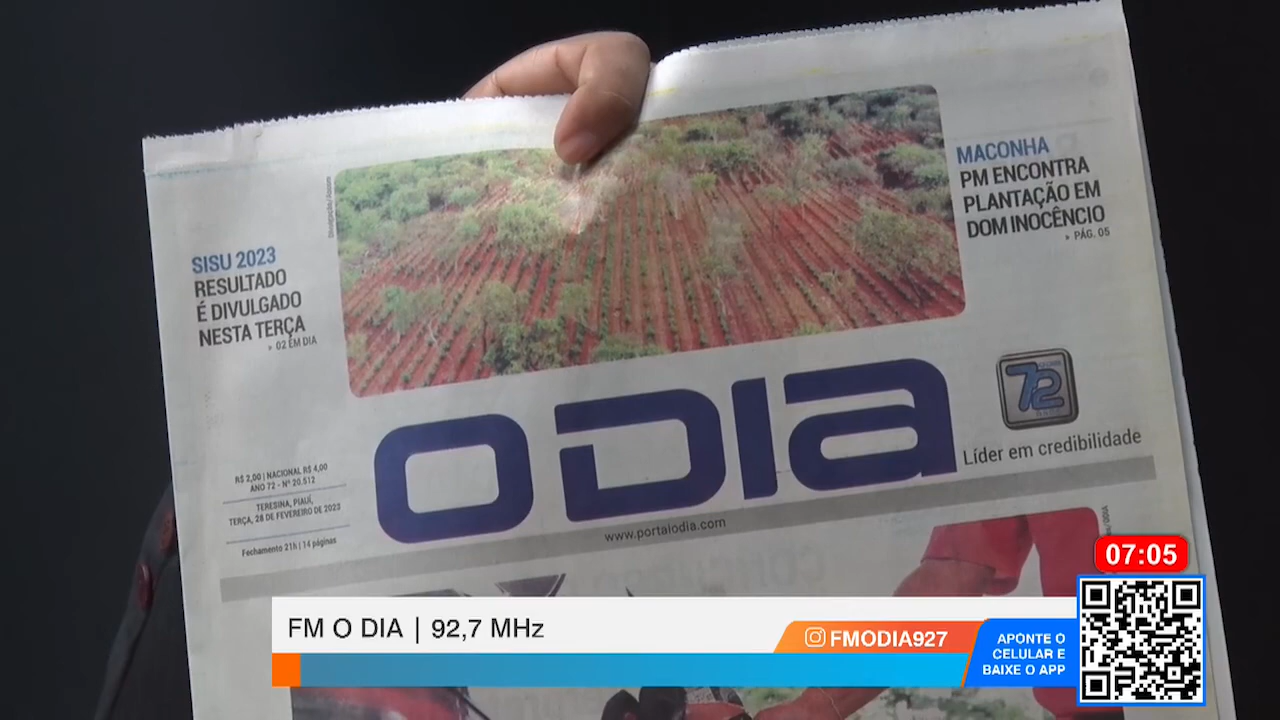 MACONHA
PM ENCONTRA
PLANTAÇÃO EM
DOM INOCÊNCIO
» PÁG. 05
SISU 2023
RESULTADO
É DIVULGADO
NESTA TERÇA
» 02 EM DIA
O DIA
72
Líder em credibilidade
R$ 2,00 | NACIONAL R$ 4,00
ANO 72 - Nº 20.512
TERESINA, PIAUÍ,
TERÇA, 28 DE FEVEREIRO DE 2023
Fechamento 21h | 14 páginas
www.portalodia.com
07:05
FM O DIA | 92,7 MHz
FMODIA927
APONTE O
CELULAR E
BAIXE O APP